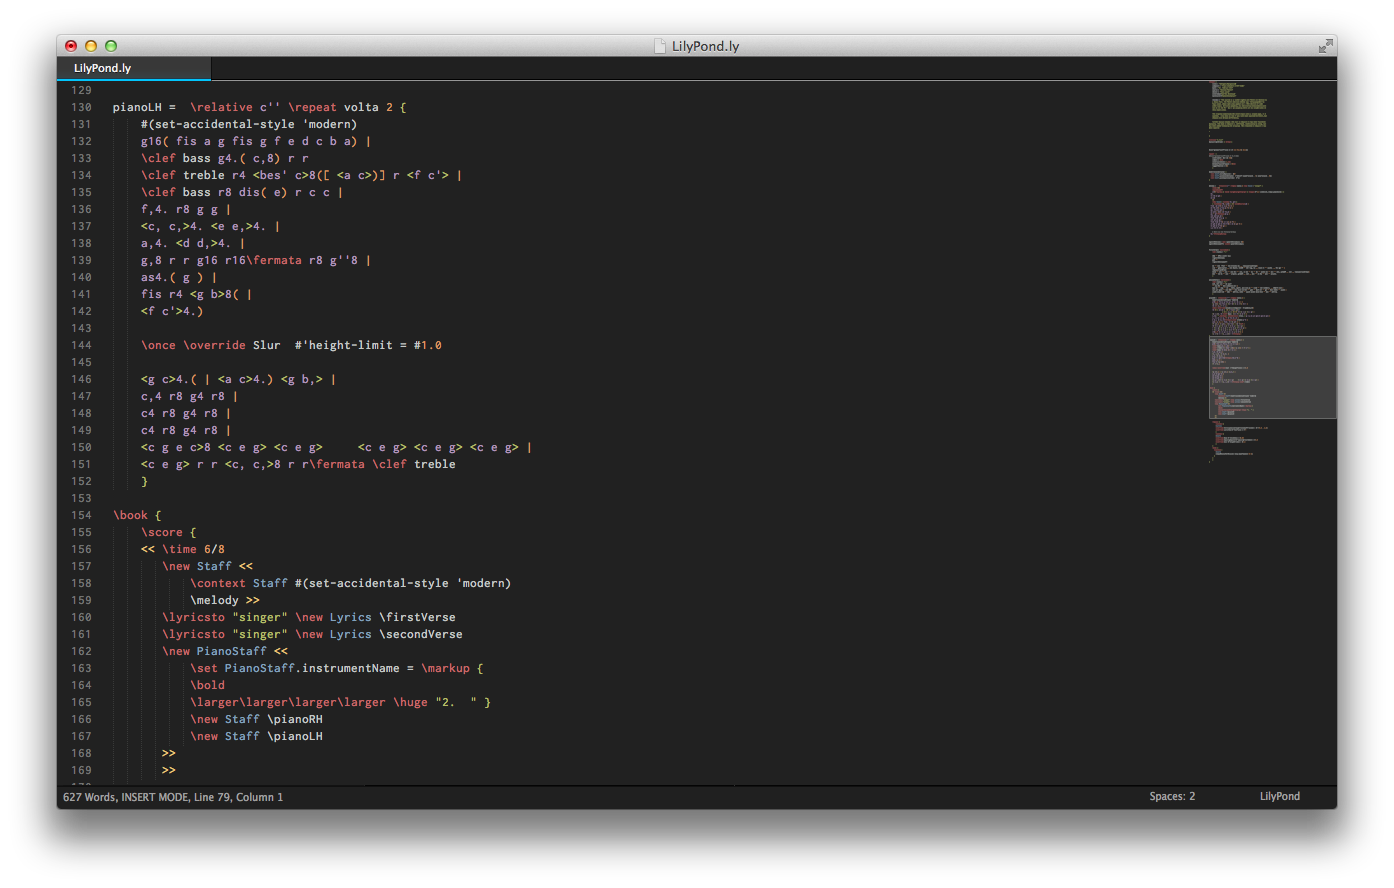 LilyPond.ly
LilyPond.ly
129
130 pianoLH =  \relative c'' \repeat volta 2 {
131     #(set-accidental-style 'modern)
132     g16( fis a g fis g f e d c b a) |
133     \clef bass g4.( c,8) r r
134     \clef treble r4 <bes' c>8([ <a c>)] r <f c'> |
135     \clef bass r8 dis( e) r c c |
136     f,4. r8 g g |
137     <c, c,>4. <e e,>4. |
138     a,4. <d d,>4. |
139     g,8 r r g16 r16\fermata r8 g''8 |
140     as4.( g ) |
141     fis r4 <g b>8( |
142     <f c'>4.)
143
144     \once \override Slur  #'height-limit = #1.0
145
146     <g c>4.( | <a c>4.) <g b,> |
147     c,4 r8 g4 r8 |
148     c4 r8 g4 r8 |
149     c4 r8 g4 r8 |
150     <c g e c>8 <c e g> <c e g>     <c e g> <c e g> <c e g> |
151     <c e g> r r <c, c,>8 r r\fermata \clef treble
152     }
153
154 \book {
155     \score {
156     << \time 6/8
157        \new Staff <<
158            \context Staff #(set-accidental-style 'modern)
159            \melody >>
160        \lyricsto "singer" \new Lyrics \firstVerse
161        \lyricsto "singer" \new Lyrics \secondVerse
162        \new PianoStaff <<
163            \set PianoStaff.instrumentName = \markup {
164            \bold
165            \larger\larger\larger\larger \huge "2.  " }
166            \new Staff \pianoRH
167            \new Staff \pianoLH
168        >>
169        >>
627 Words, INSERT MODE, Line 79, Column 1
Spaces: 2
LilyPond